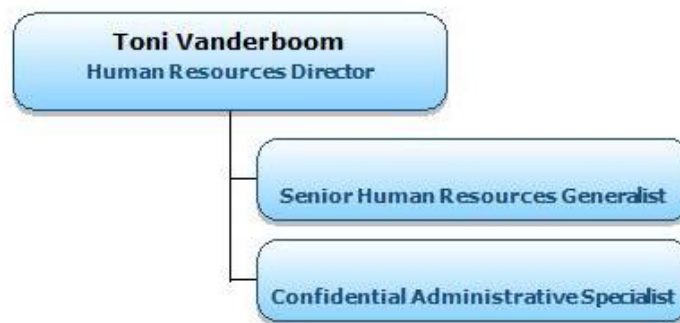 Toni Vanderboom
Human Resources Director
Senior Human Resources Generalist
Confidential Administrative Specialist